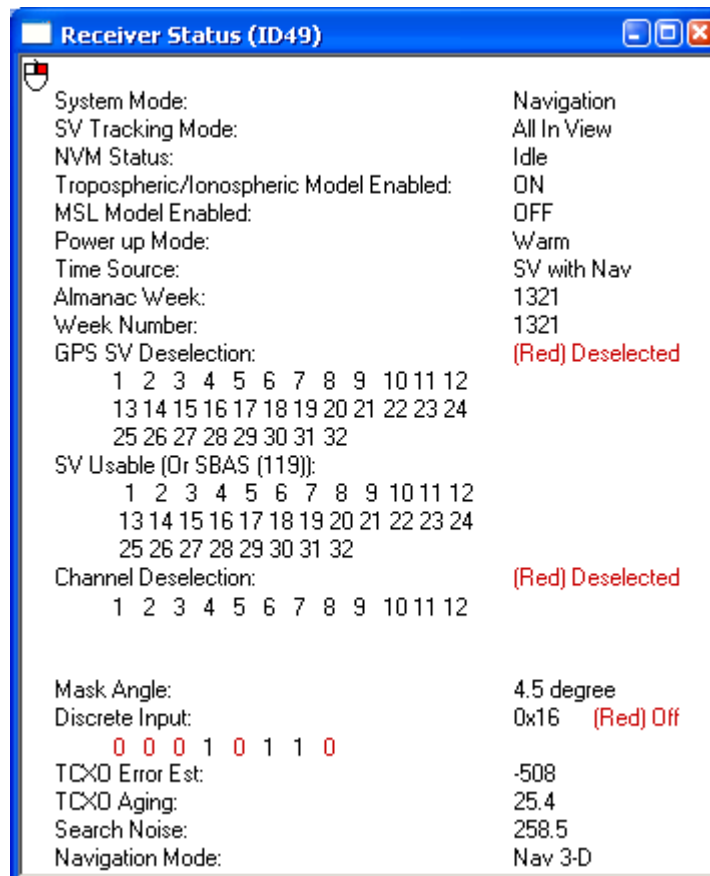 Receiver Status (ID49)
System Mode: Navigation
SV Tracking Mode: All In View
NVM Status: Idle
Tropospheric/Ionospheric Model Enabled: ON
MSL Model Enabled: OFF
Power up Mode: Warm
Time Source: SV with Nav
Almanac Week: 1321
Week Number: 1321
GPS SV Deselection: (Red) Deselected
1 2 3 4 5 6 7 8 9 10 11 12
13 14 15 16 17 18 19 20 21 22 23 24
25 26 27 28 29 30 31 32
SV Usable (Or SBAS (119)):
1 2 3 4 5 6 7 8 9 10 11 12
13 14 15 16 17 18 19 20 21 22 23 24
25 26 27 28 29 30 31 32
Channel Deselection: (Red) Deselected
1 2 3 4 5 6 7 8 9 10 11 12
Mask Angle: 4.5 degree
Discrete Input: 0x16 (Red) Off
0 0 0 1 0 1 1 0
TCXO Error Est: -508
TCXO Aging: 25.4
Search Noise: 258.5
Navigation Mode: Nav 3-D